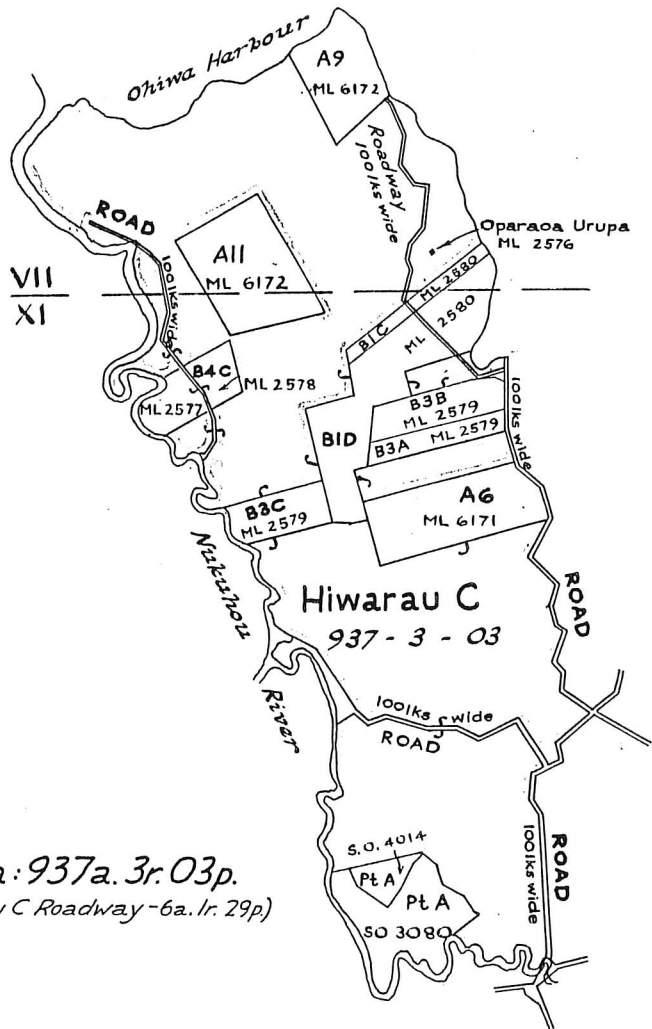 Ohiwa Harbour
A9
ML 6172
Roadway
100lks wide
ROAD
100lks wide
Oparaoa Urupa
ML 2576
A11
ML 6172
VII
XI
B1C
ML 2580
ML 2580
B4C
ML 2578
ML 2577
B3B
ML 2579
B3A
ML 2579
100lks wide
B1D
A6
ML 6171
B3C
ML 2579
Nukuhou
River
Hiwarau C
937 - 3 - 03
ROAD
100lks wide
ROAD
S.O. 4014
Pt A
Pt A
SO 3080
ROAD
100lks wide
a: 937a. 3r. 03p.
C Roadway - 6a. 1r. 29p.)